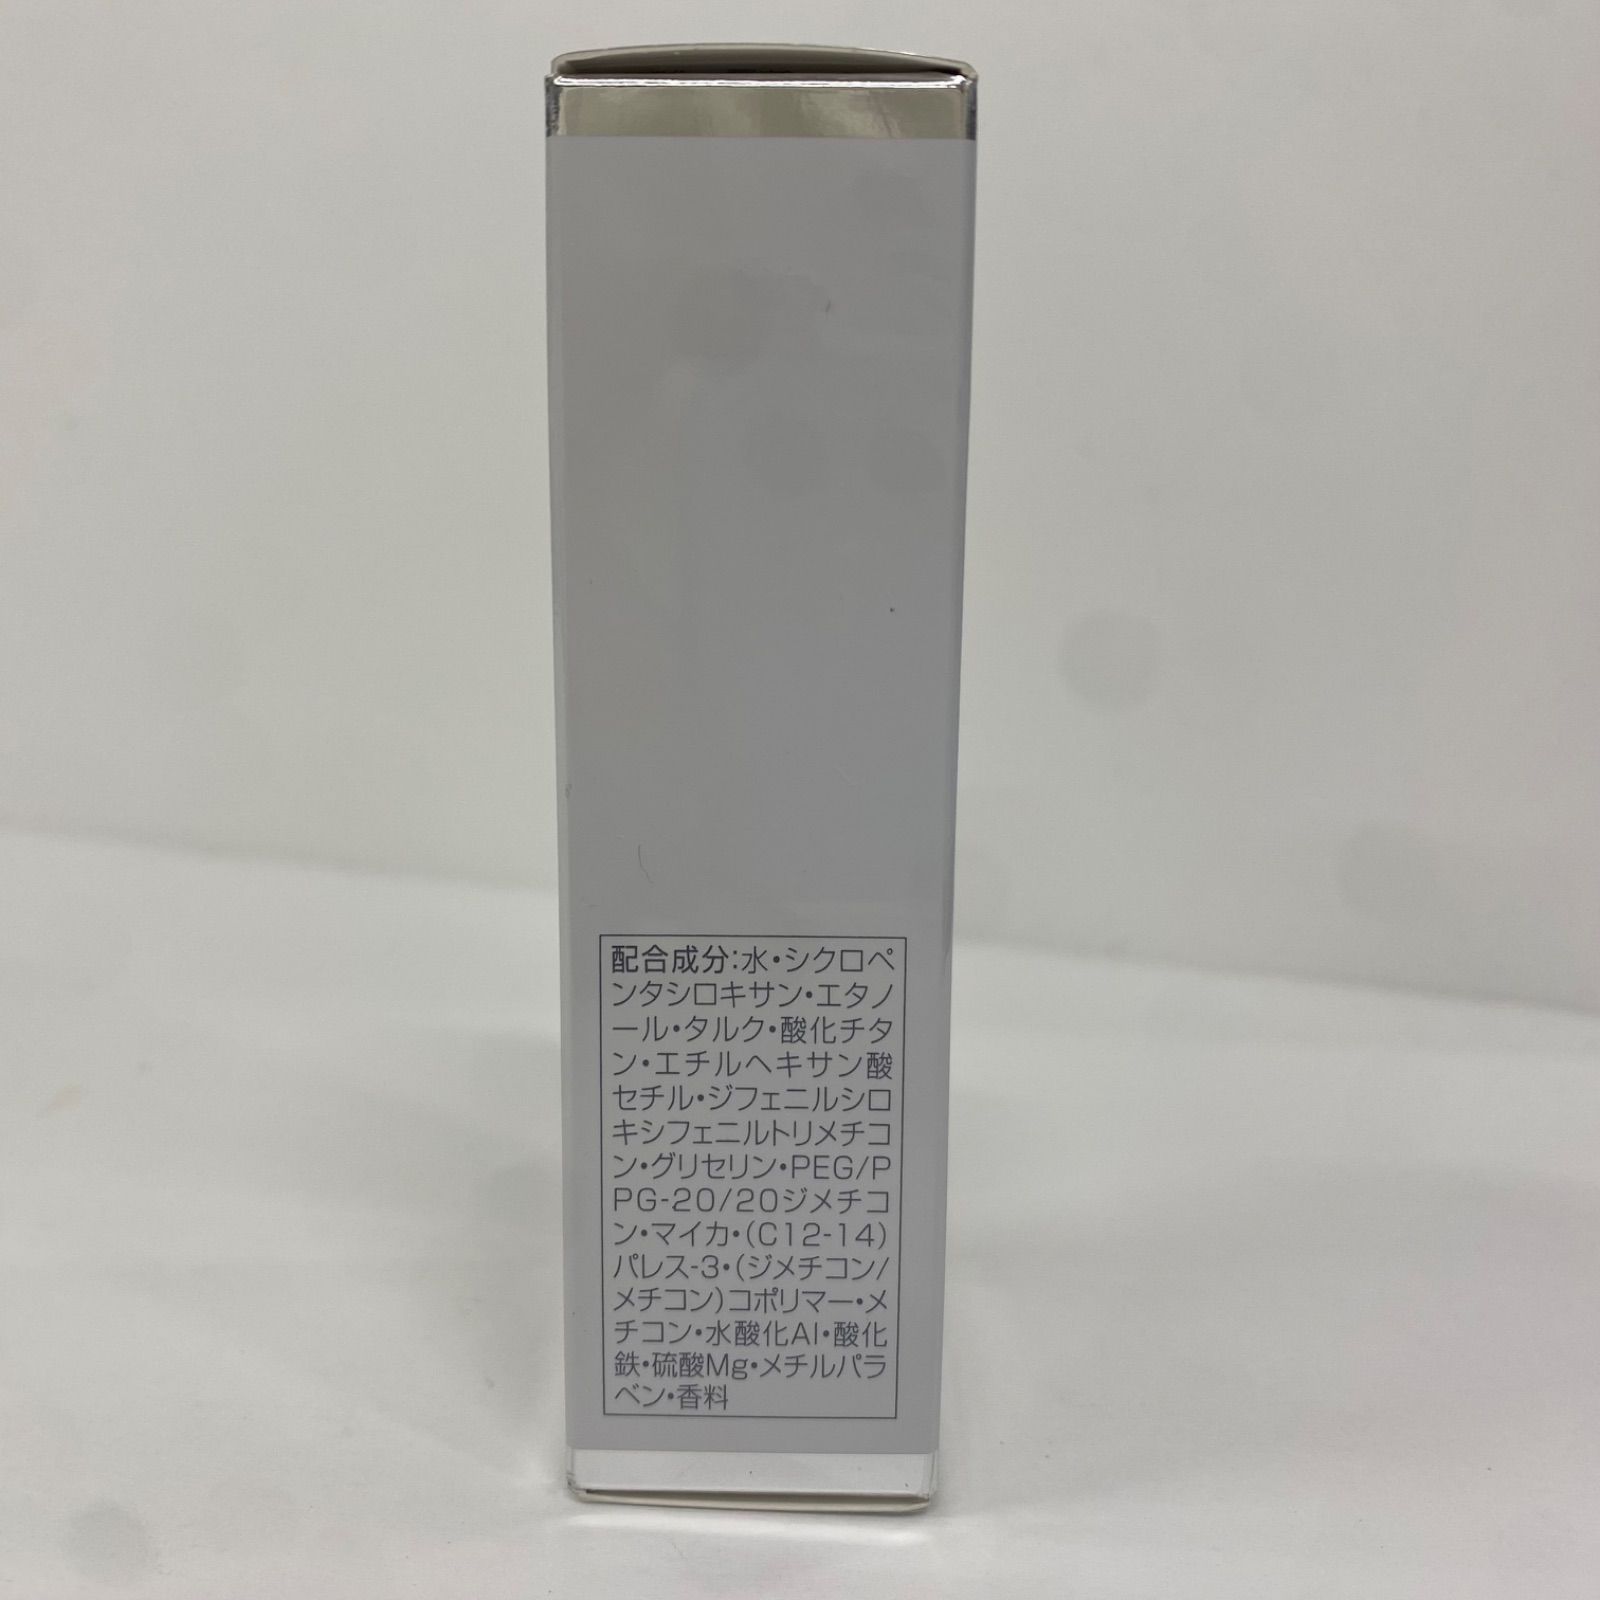 配合成分:水・シクロペ
ンタシロキサン・エタノ
ール・タルク・酸化チタ
ン・エチルヘキサン酸
セチル・ジフェニルシロ
キシフェニルトリメチコ
ン・グリセリン・PEG/P
PG-20/20ジメチコ
ン・マイカ・(C12-14)
パレス-3・(ジメチコン/
メチコン)コポリマー・メ
チコン・水酸化Al・酸化
鉄・硫酸Mg・メチルパラ
ベン・香料